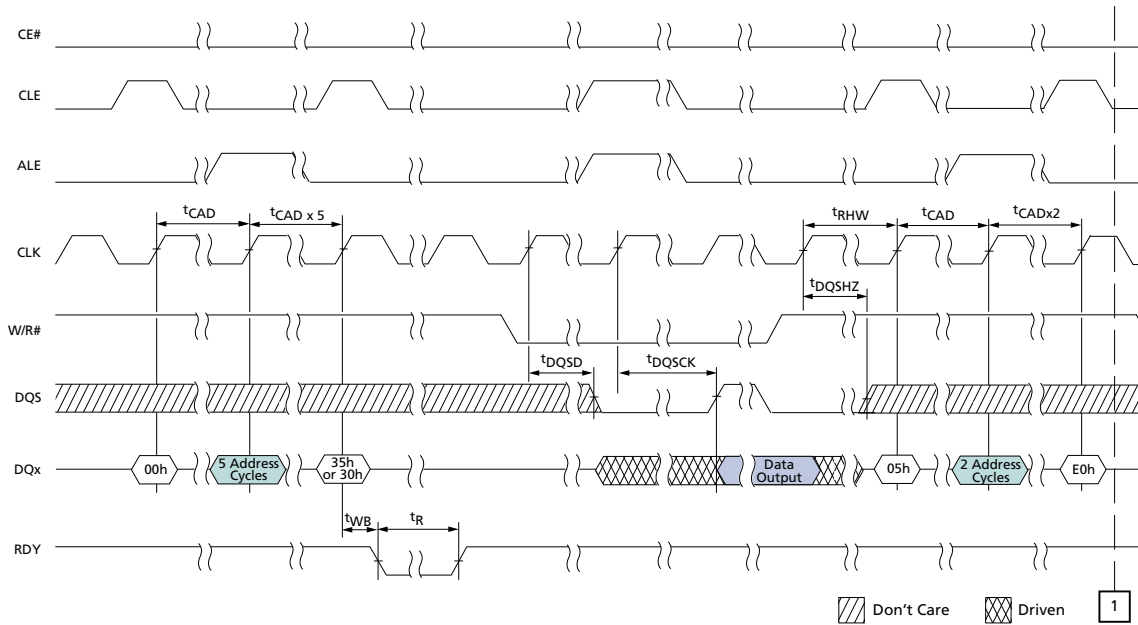 CE#
CLE
ALE
tCAD
tCAD x 5
tRHW
tCAD
tCADx2
CLK
tDQSHZ
W/R#
tDQSD
tDQSCK
DQS
DQx
00h
5 Address
Cycles
35h
or 30h
Data
Output
05h
2 Address
Cycles
E0h
tWB
tR
RDY
Don't Care
Driven
1